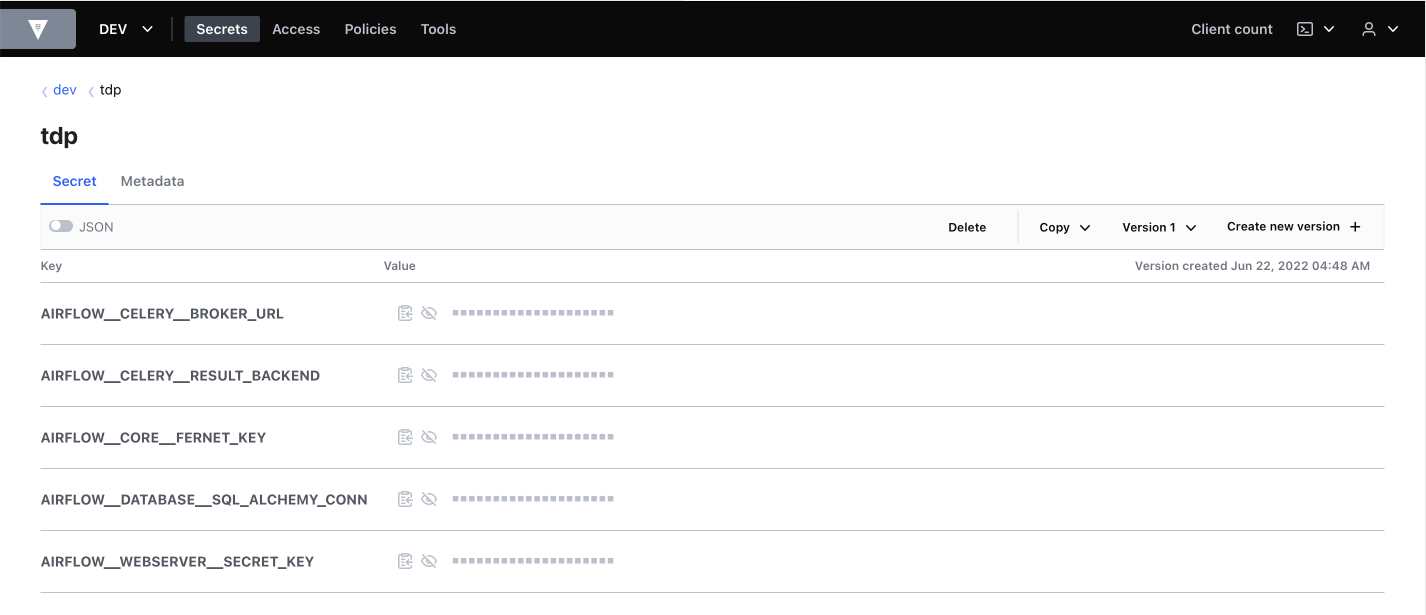 DEV Secrets Access Policies Tools Client count
dev tdp
tdp
Secret Metadata
JSON Delete Copy Version 1 Create new version
Key Value Version created Jun 22, 2022 04:48 AM
AIRFLOW__CELERY__BROKER_URL
AIRFLOW__CELERY__RESULT_BACKEND
AIRFLOW__CORE__FERNET_KEY
AIRFLOW__DATABASE__SQL_ALCHEMY_CONN
AIRFLOW__WEBSERVER__SECRET_KEY